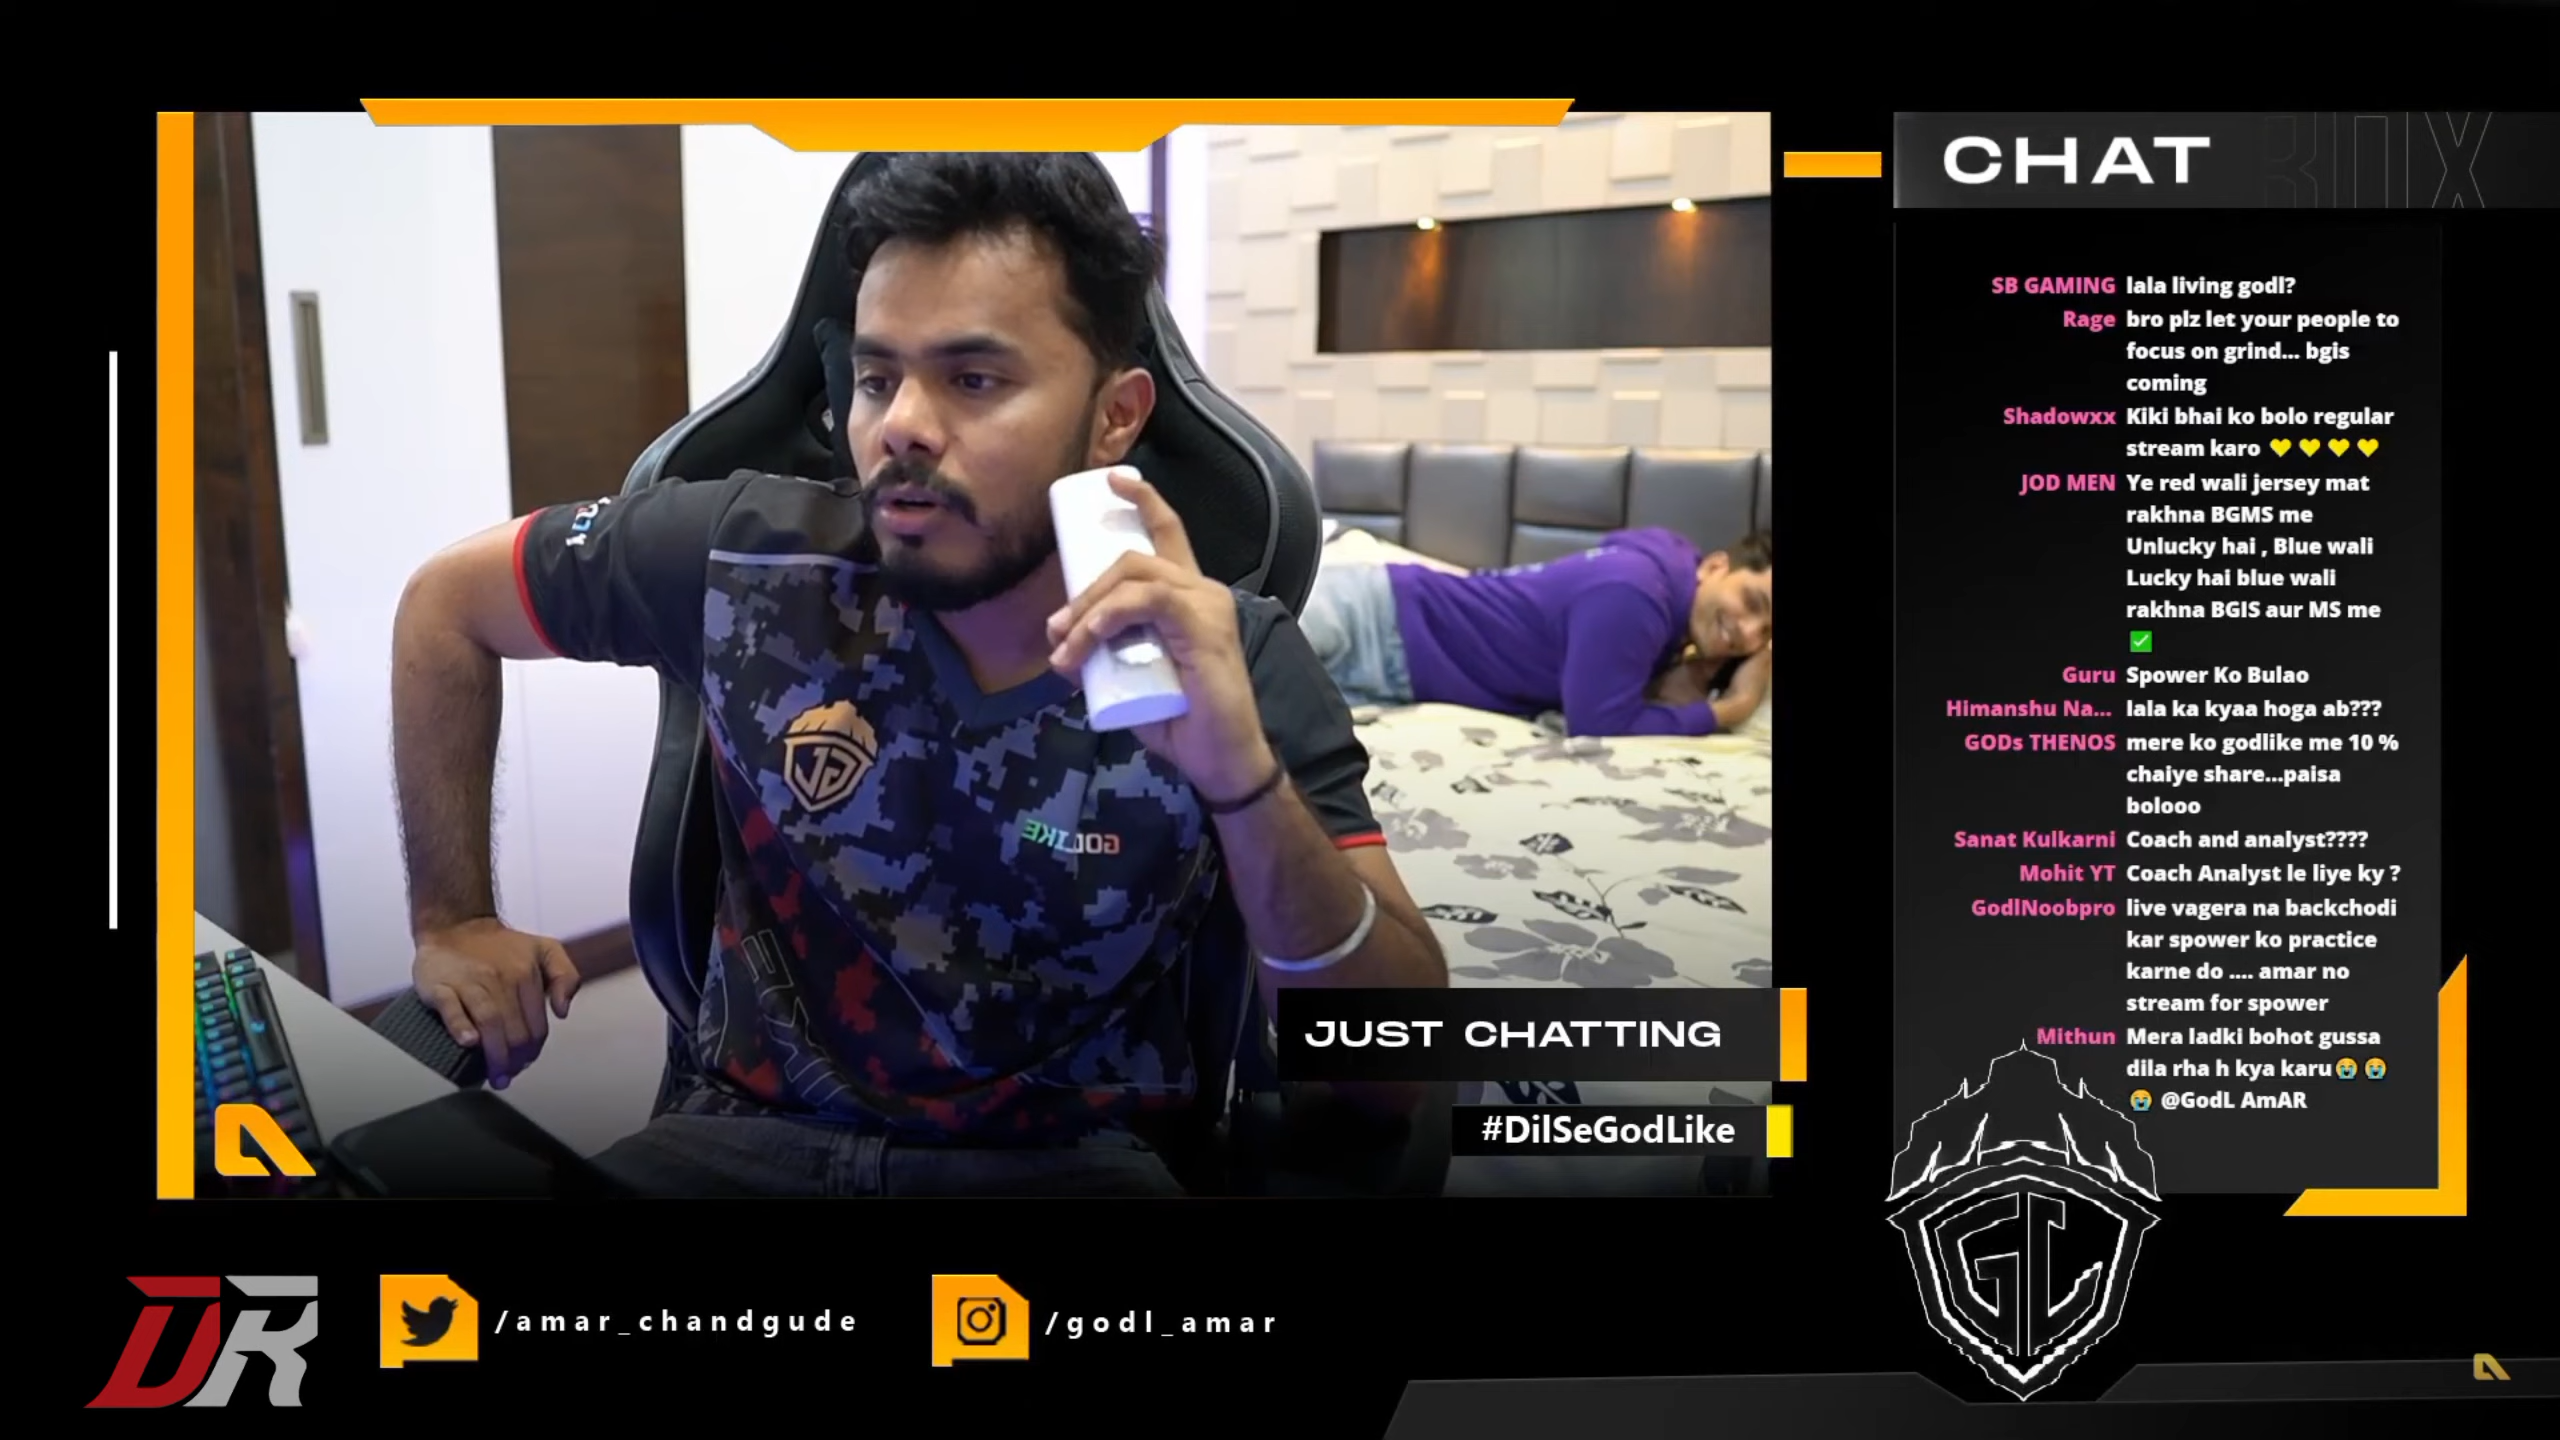 CHAT
BOX
SB GAMING lala living godl?
Rage bro plz let your people to
focus on grind... bgis
coming
Shadowxx Kiki bhai ko bolo regular
stream karo 💛 💛 💛 💛
JOD MEN Ye red wali jersey mat
rakhna BGMS me
Unlucky hai , Blue wali
Lucky hai blue wali
rakhna BGIS aur MS me
✅
Guru Spower Ko Bulao
Himanshu Na... lala ka kyaa hoga ab???
GODs THENOS mere ko godlike me 10 %
chaiye share...paisa
bolooo
Sanat Kulkarni Coach and analyst????
Mohit YT Coach Analyst le liye ky ?
GodlNoobpro live vagera na backchodi
kar spower ko practice
karne do .... amar no
stream for spower
Mithun Mera ladki bohot gussa
dila rha h kya karu😭 😭
😭 @GodL AmAR
GODLIKE
JUST CHATTING
#DilSeGodLike
GL
DR
/amar_chandgude
/godl_amar